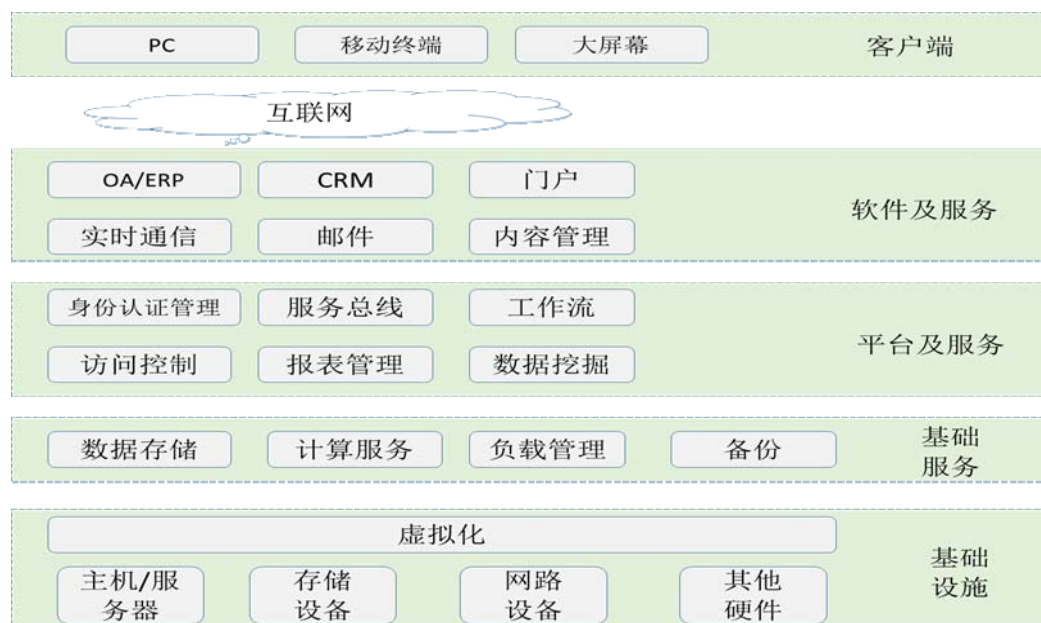 PC 移动终端 大屏幕 客户端
互联网
OA/ERP CRM 门户
软件及服务
实时通信 邮件 内容管理
身份认证管理 服务总线 工作流
平台及服务
访问控制 报表管理 数据挖掘
数据存储 计算服务 负载管理 备份
基础
服务
虚拟化
基础
设施
主机/服
务器
存储
设备
网路
设备
其他
硬件